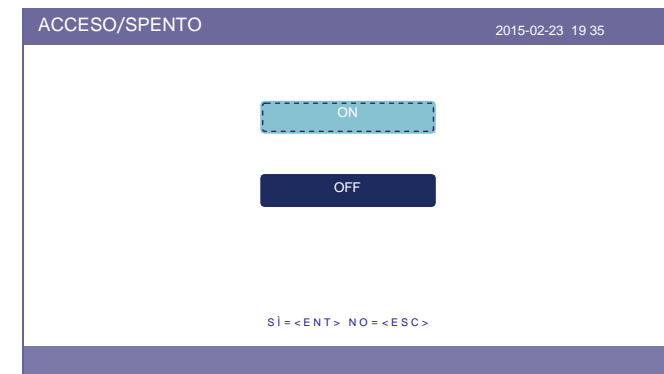 ACCESO/SPENTO
2015-02-23 19 35
ON
OFF
SÌ=<ENT> NO=<ESC>